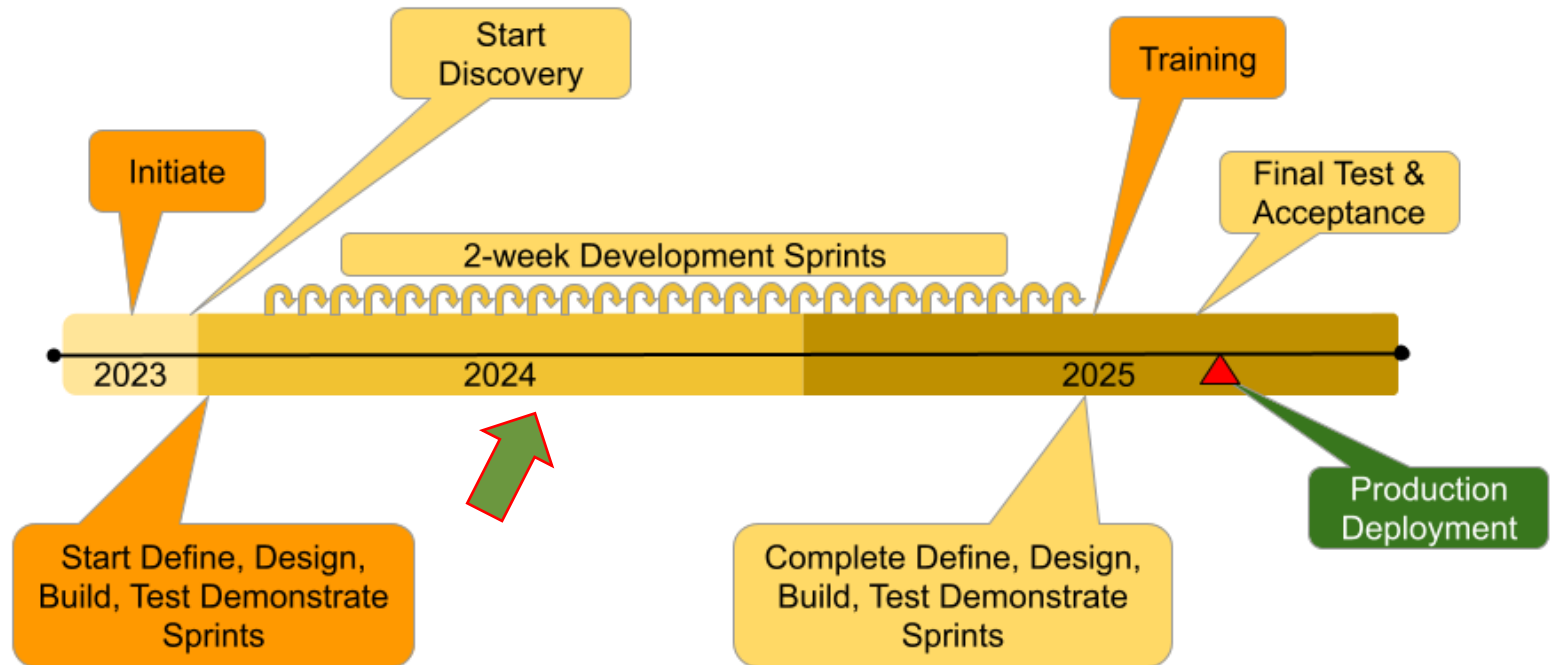 Start
Discovery
Training
Initiate
Final Test &
Acceptance
2-week Development Sprints
2023
2024
2025
Start Define, Design,
Build, Test Demonstrate
Sprints
Complete Define, Design,
Build, Test Demonstrate
Sprints
Production
Deployment